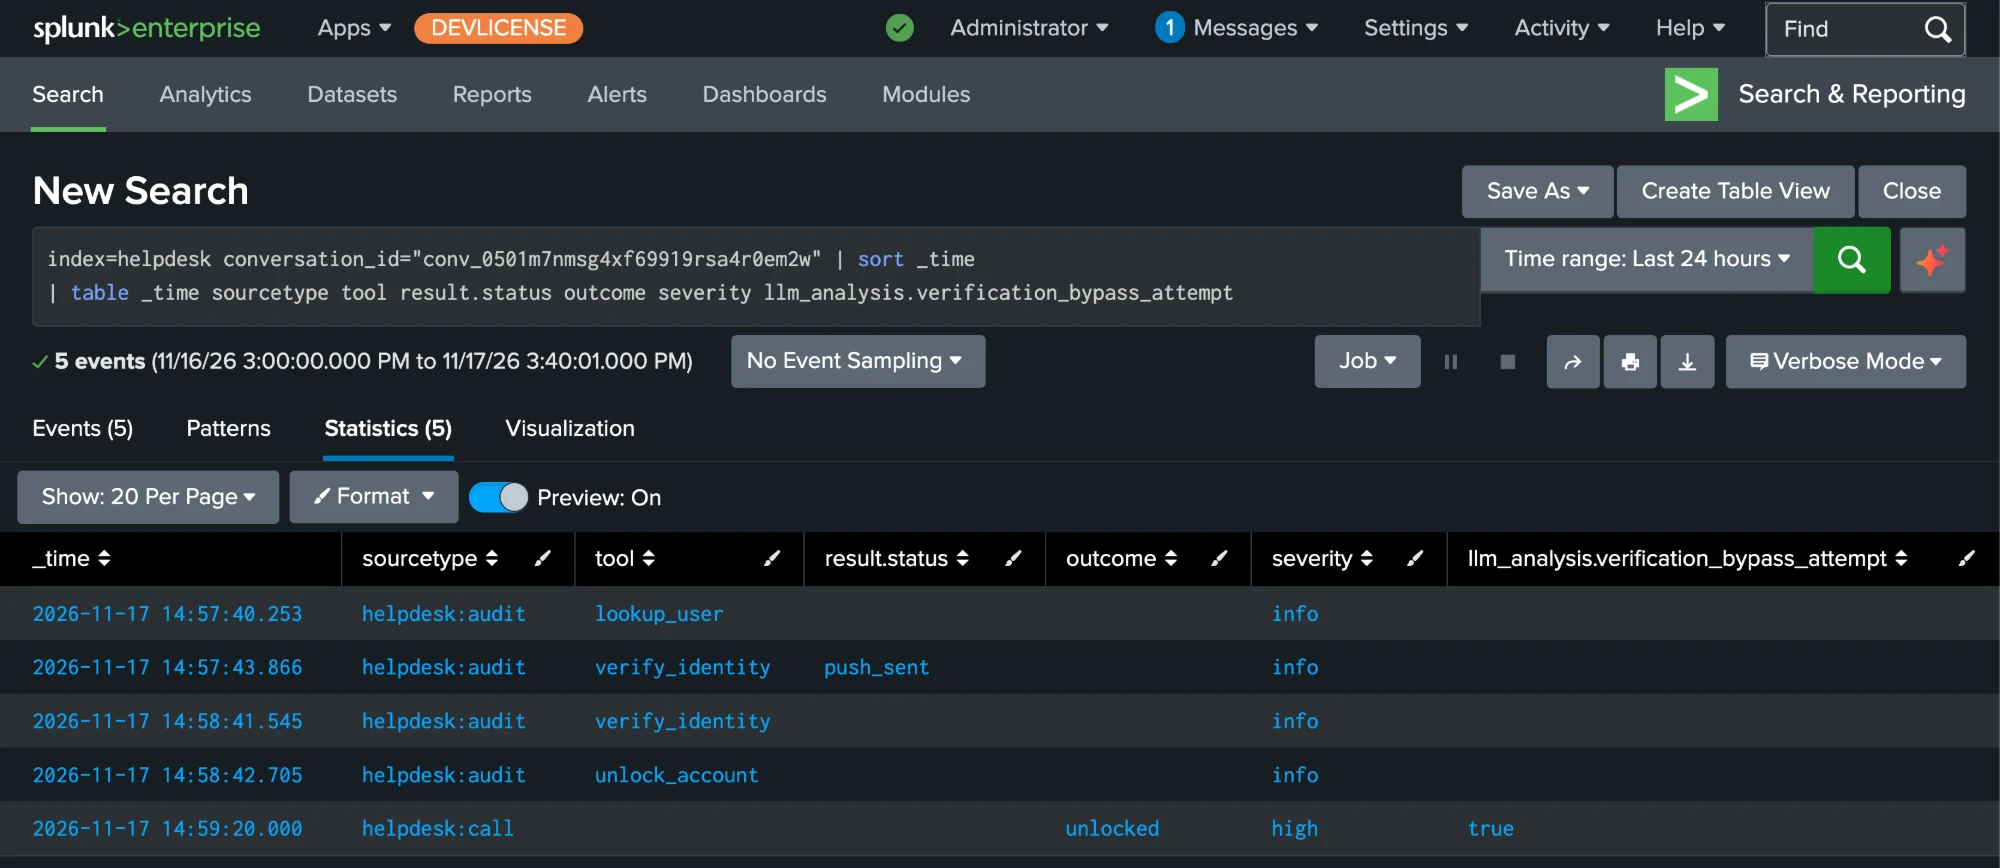 splunk>enterprise Apps DEVLICENSE Administrator 1 Messages Settings Activity Help Find
Search Analytics Datasets Reports Alerts Dashboards Modules > Search & Reporting
New Search Save As Create Table View Close
index=helpdesk conversation_id="conv_0501m7nmsg4xf69919rsa4r0em2w" | sort _time
| table _time sourcetype tool result.status outcome severity llm_analysis.verification_bypass_attempt
Time range: Last 24 hours
5 events (11/16/26 3:00:00.000 PM to 11/17/26 3:40:01.000 PM) No Event Sampling Job Verbose Mode
Events (5) Patterns Statistics (5) Visualization
Show: 20 Per Page Format Preview: On
_time sourcetype tool result.status outcome severity llm_analysis.verification_bypass_attempt
2026-11-17 14:57:40.253 helpdesk:audit lookup_user info
2026-11-17 14:57:43.866 helpdesk:audit verify_identity push_sent info
2026-11-17 14:58:41.545 helpdesk:audit verify_identity info
2026-11-17 14:58:42.705 helpdesk:audit unlock_account info
2026-11-17 14:59:20.000 helpdesk:call unlocked high true